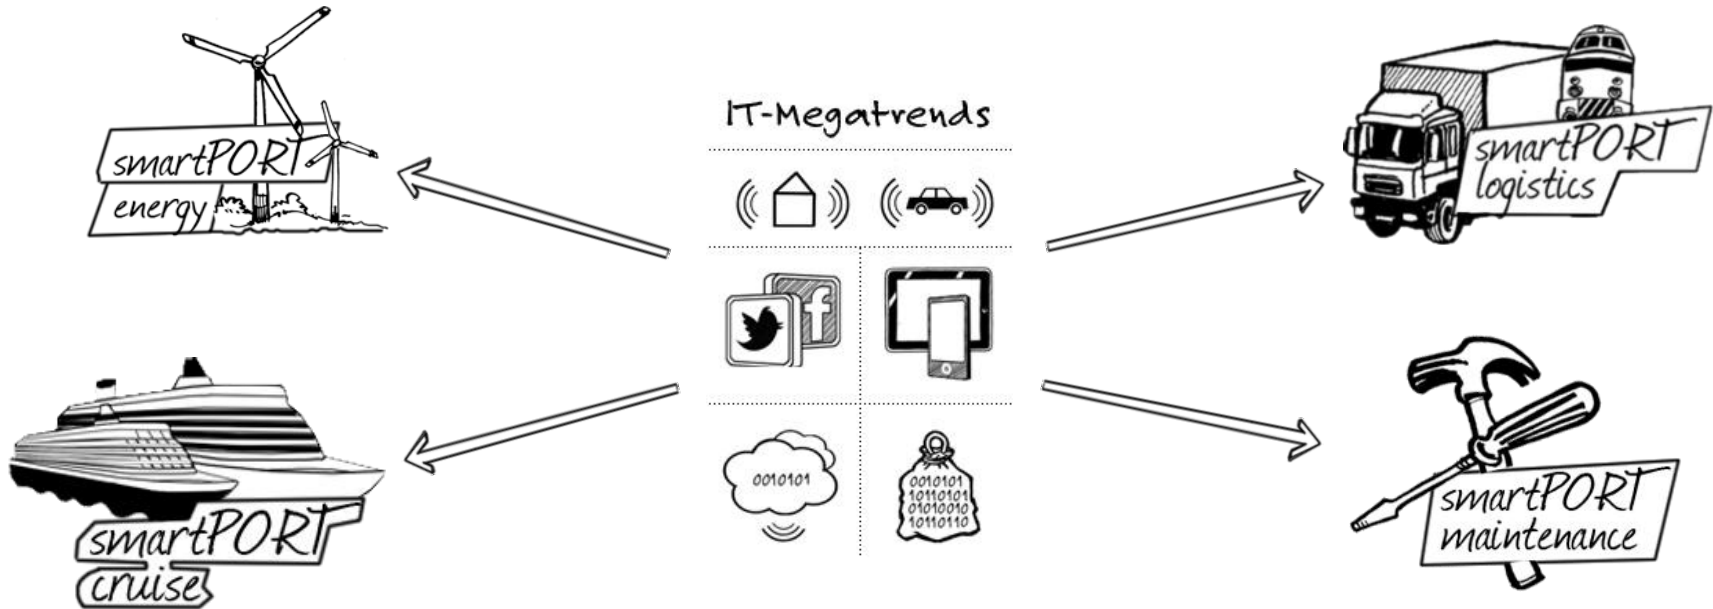 smartPORT
energy
IT-Megatrends
smartPORT
logistics
0010101
0010101
10110101
01010010
10110110
smartPORT
cruise
smartPORT
maintenance